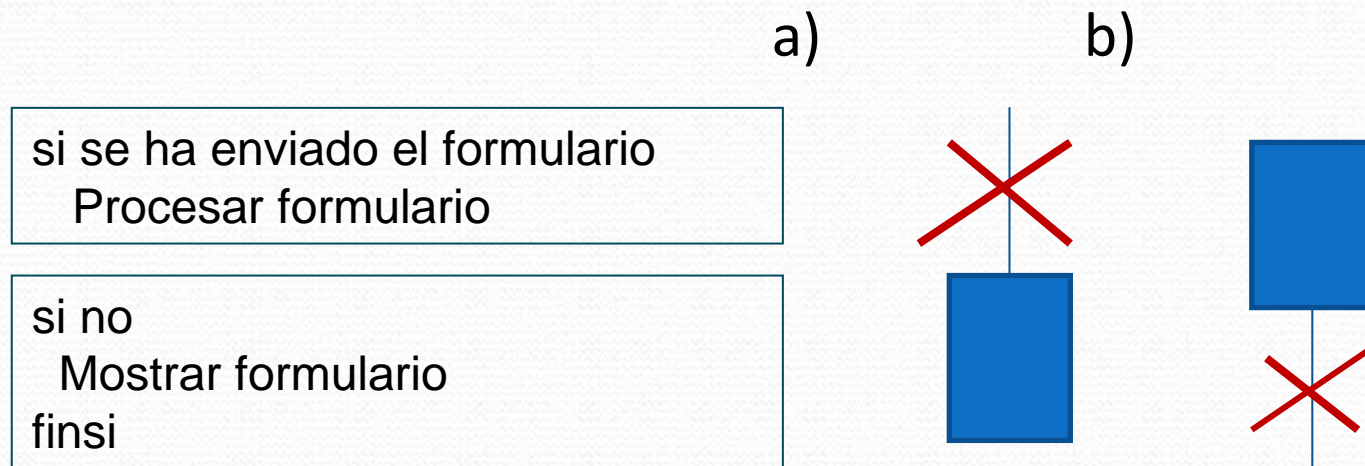 a) b)
si se ha enviado el formulario
Procesar formulario
si no
Mostrar formulario
finsi